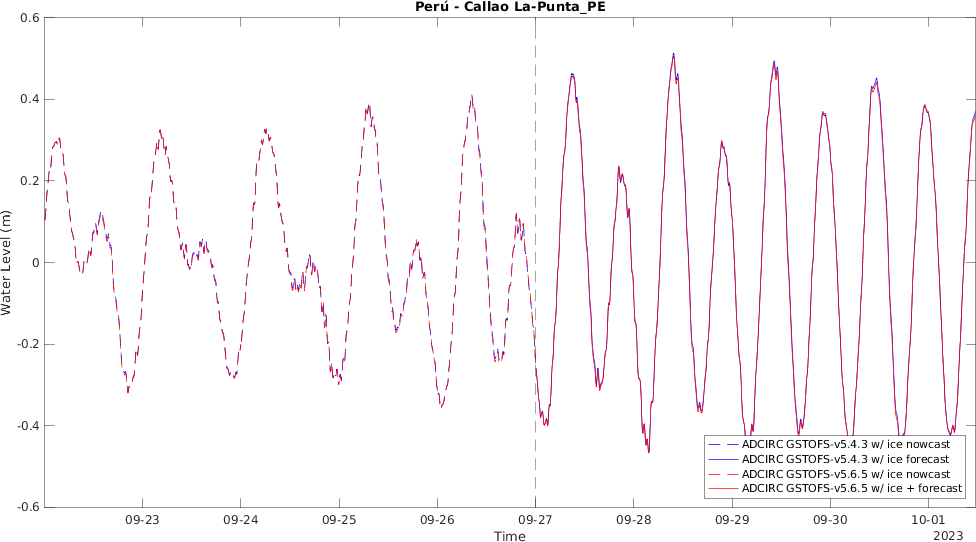 Perú - Callao La-Punta_PE
0.6
0.4
0.2
0
-0.2
-0.4
-0.6
Water Level (m)
ADCIRC GSTOFS-v5.4.3 w/ ice nowcast
ADCIRC GSTOFS-v5.4.3 w/ ice forecast
ADCIRC GSTOFS-v5.6.5 w/ ice nowcast
ADCIRC GSTOFS-v5.6.5 w/ ice + forecast
09-23 09-24 09-25 09-26 09-27 09-28 09-29 09-30 10-01
Time
2023